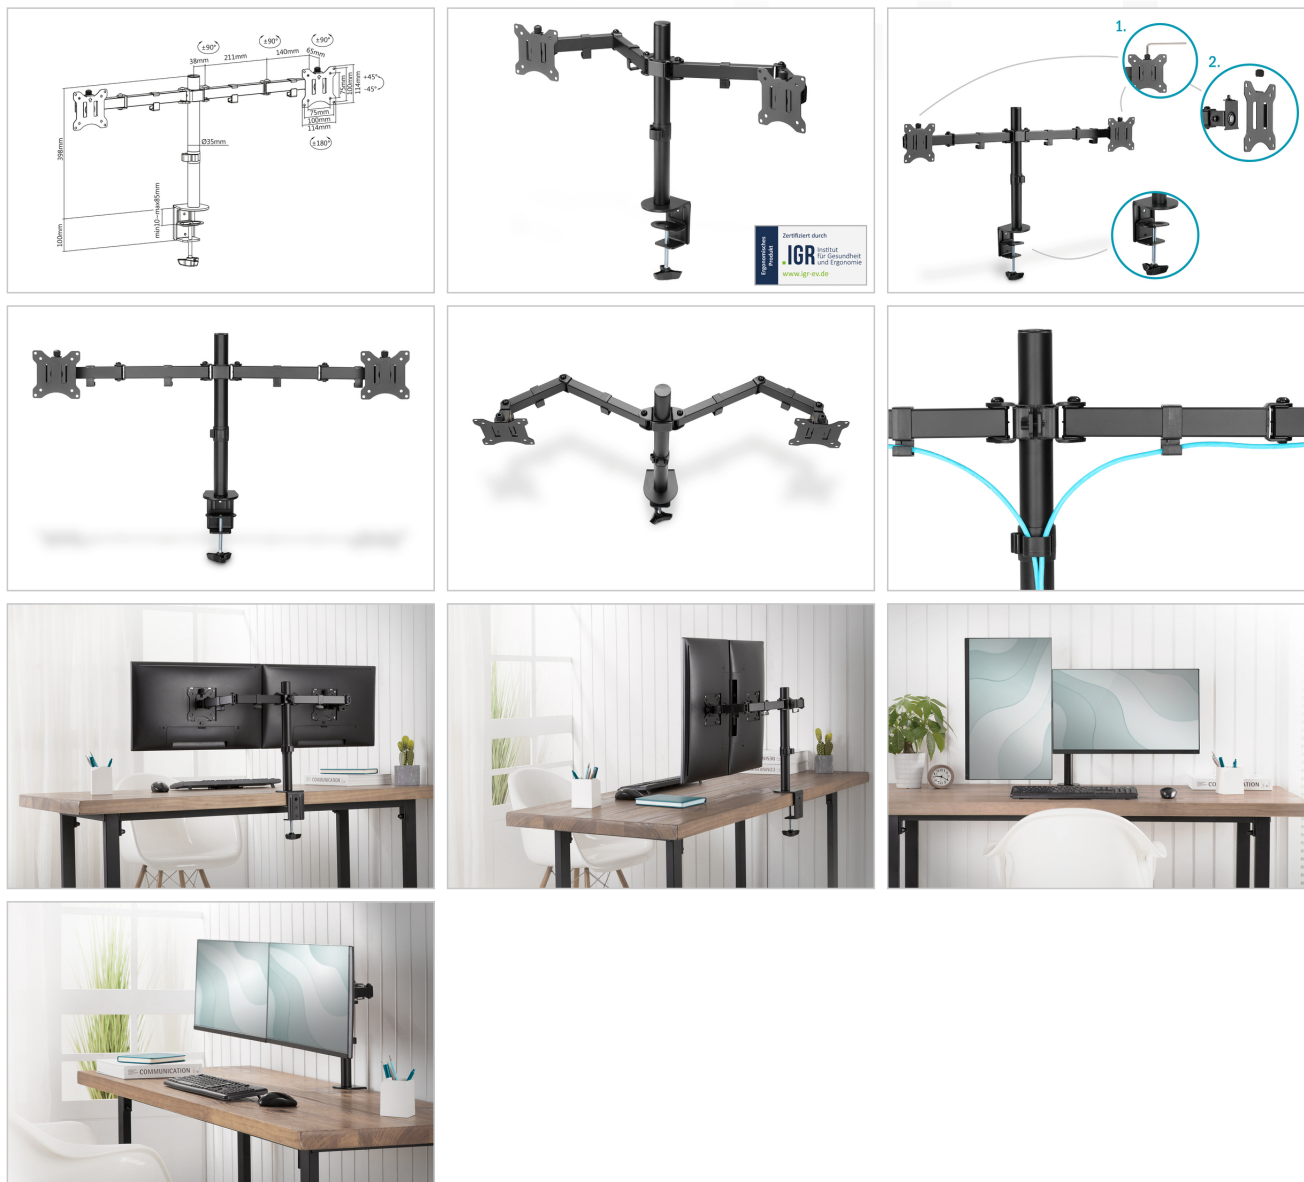 ±90°
±90°
±90°
38mm
211mm
140mm
65mm
+45°
-45°
75mm
100mm
114mm
75mm
100mm
114mm
±180°
Ø35mm
398mm
min10~max85mm
100mm
Ergonomisches
Produkt
Zertifiziert durch
.IGR
Institut
für Gesundheit
und Ergonomie
www.igr-ev.de
1.
2.
COMMUNICATION
COMMUNICATION